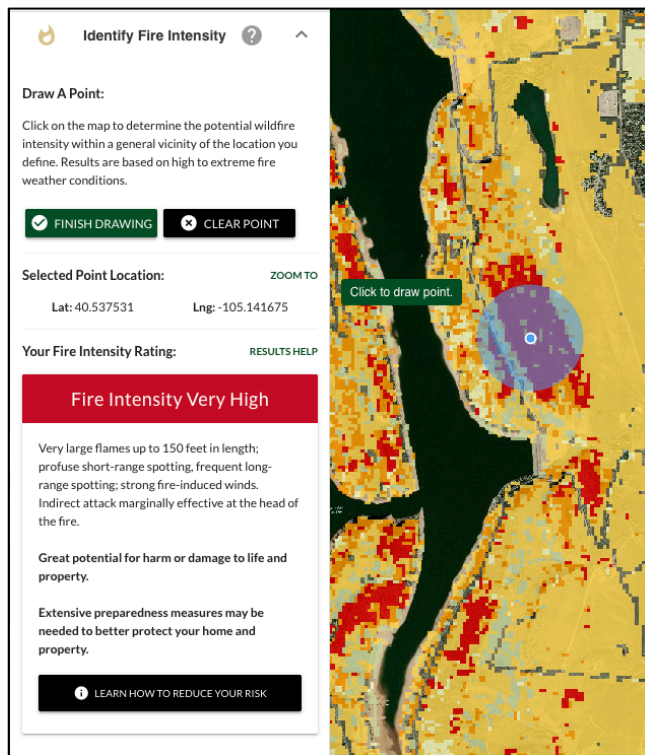 Identify Fire Intensity ?
Draw A Point:
Click on the map to determine the potential wildfire
intensity within a general vicinity of the location you
define. Results are based on high to extreme fire
weather conditions.
FINISH DRAWING CLEAR POINT
Selected Point Location: ZOOM TO
Lat: 40.537531 Lng: -105.141675
Your Fire Intensity Rating: RESULTS HELP
Fire Intensity Very High
Very large flames up to 150 feet in length;
profuse short-range spotting, frequent long-
range spotting; strong fire-induced winds.
Indirect attack marginally effective at the head of
the fire.
Great potential for harm or damage to life and
property.
Extensive preparedness measures may be
needed to better protect your home and
property.
LEARN HOW TO REDUCE YOUR RISK
Click to draw point.